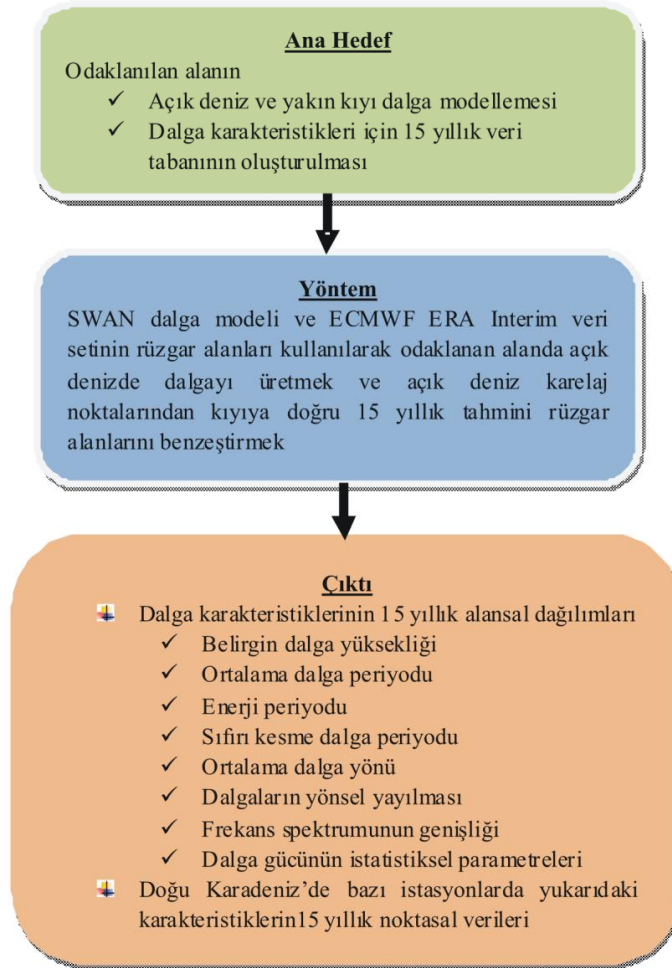 Ana Hedef
Odaklanılan alanın
✓ Açık deniz ve yakın kıyı dalga modellemesi
✓ Dalga karakteristikleri için 15 yıllık veri
tabanının oluşturulması
Yöntem
SWAN dalga modeli ve ECMWF ERA Interim veri
setinin rüzgar alanları kullanılarak odaklanan alanda açık
denizde dalgayı üretmek ve açık deniz karelaj
noktalarından kıyıya doğru 15 yıllık tahmini rüzgar
alanlarını benzeştirmek
Çıktı
Dalga karakteristiklerinin 15 yıllık alansal dağılımları
✓ Belirgin dalga yüksekliği
✓ Ortalama dalga periyodu
✓ Enerji periyodu
✓ Sıfırı kesme dalga periyodu
✓ Ortalama dalga yönü
✓ Dalgaların yönsel yayılması
✓ Frekans spektrumunun genişliği
✓ Dalga gücünün istatistiksel parametreleri
Doğu Karadeniz’de bazı istasyonlarda yukarıdaki
karakteristiklerin15 yıllık noktasal verileri